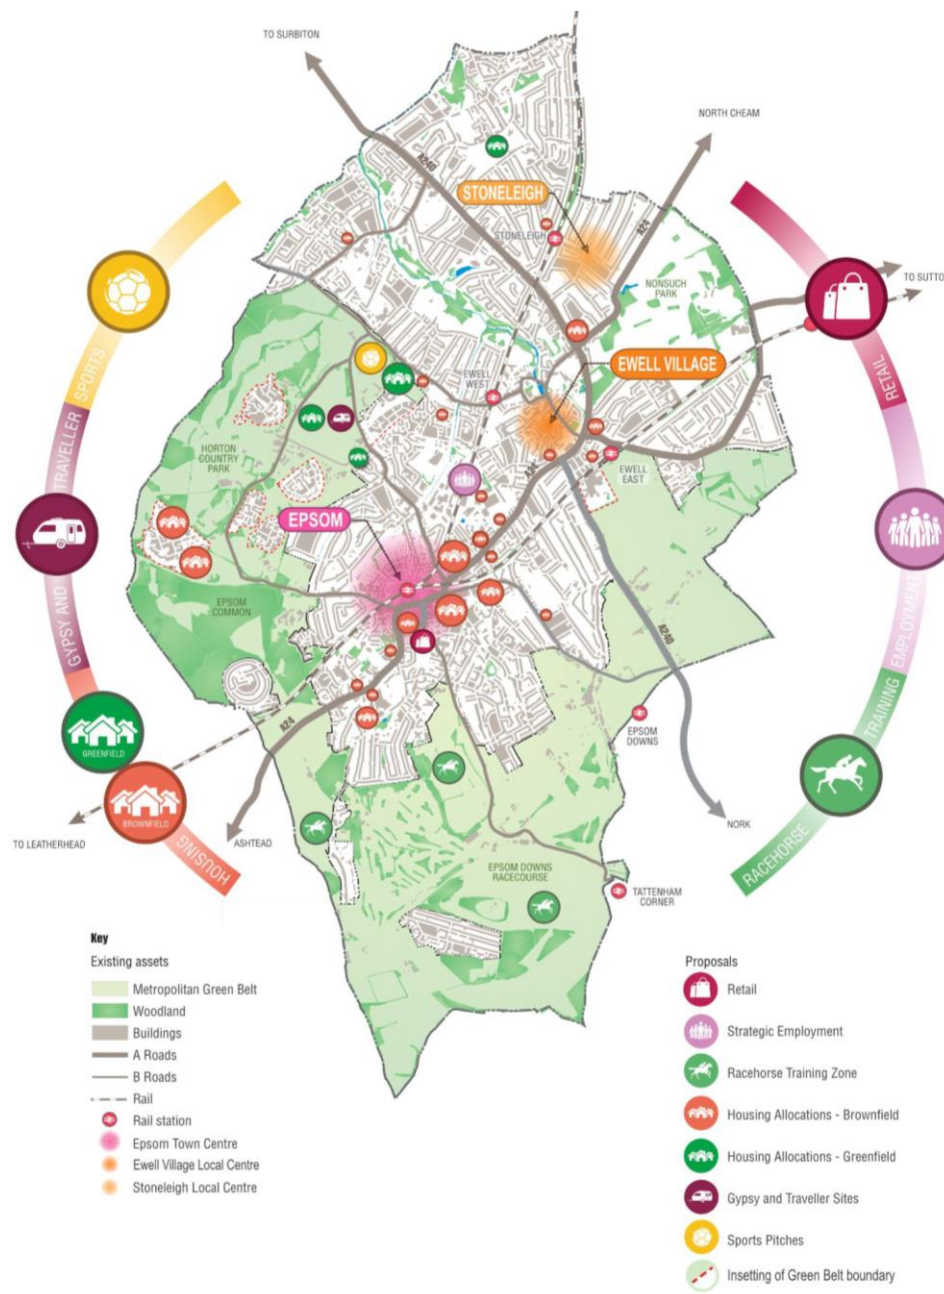 TO SURBITON
NORTH CHEAM
A240
STONELEIGH
STONELEIGH
A24
TO SUTTO
NONSUCH
PARK
EWELL VILLAGE
EWELL
WEST
A24
EWELL
EAST
HORTON
COUNTRY
PARK
EPSOM
EPSOM
COMMON
A240
A24
EPSOM
DOWNS
NORK
TO LEATHERHEAD
ASHTEAD
EPSOM DOWNS
RACECOURSE
TATTENHAM
CORNER
SPORTS
GYPSY AND TRAVELLER
GREENFIELD
BROWNFIELD
HOUSING
RETAIL
EMPLOYMENT
RACEHORSE TRAINING
Key
Existing assets
Metropolitan Green Belt
Woodland
Buildings
A Roads
B Roads
Rail
Rail station
Epsom Town Centre
Ewell Village Local Centre
Stoneleigh Local Centre
Proposals
Retail
Strategic Employment
Racehorse Training Zone
Housing Allocations - Brownfield
Housing Allocations - Greenfield
Gypsy and Traveller Sites
Sports Pitches
Insetting of Green Belt boundary